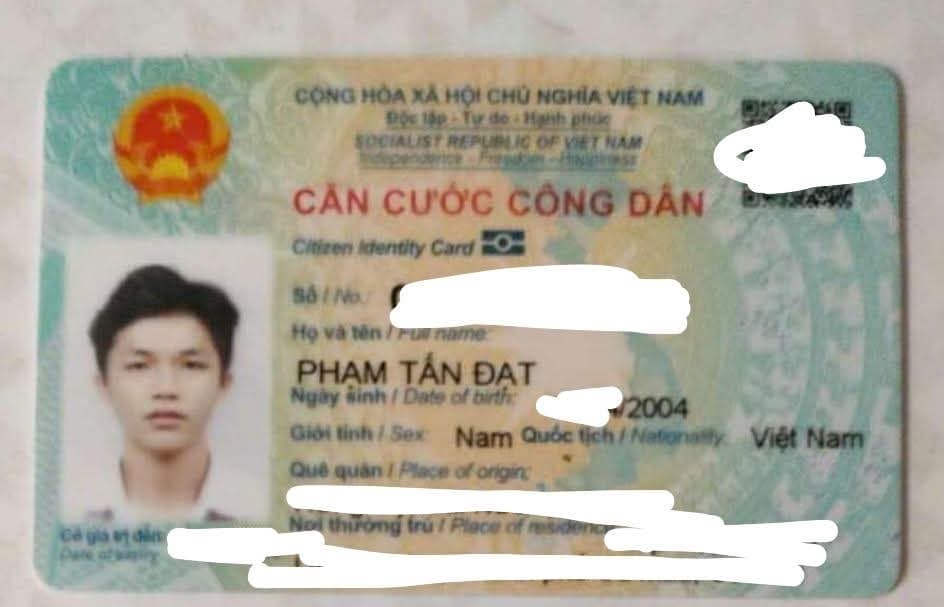 CỘNG HÒA XÃ HỘI CHỦ NGHĨA VIỆT NAM
Độc lập - Tự do - Hạnh phúc
SOCIALIST REPUBLIC OF VIET NAM
Independence - Freedom - Happiness
CĂN CƯỚC CÔNG DÂN
Citizen Identity Card
Số / No.:
Họ và tên / Full name:
PHẠM TẤN ĐẠT
Ngày sinh / Date of birth: /2004
Giới tính / Sex: Nam Quốc tịch / Nationality: Việt Nam
Quê quán / Place of origin:
Nơi thường trú / Place of residence
Có giá trị đến:
Date of expiry